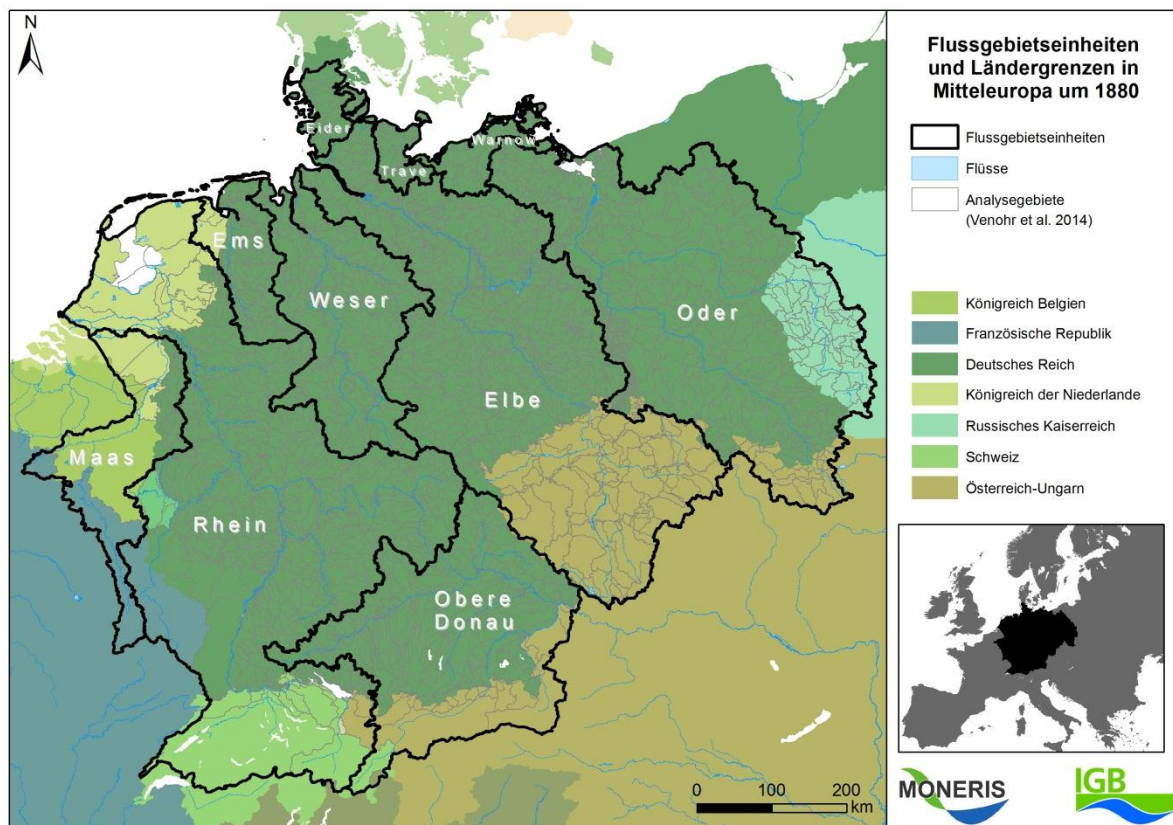 N
Eider
Warnow
Trave
Ems
Weser
Oder
Elbe
Maas
Rhein
Obere
Donau
0 100 200
km
Flussgebietseinheiten
und Ländergrenzen in
Mitteleuropa um 1880
Flussgebietseinheiten
Flüsse
Analysegebiete
(Venohr et al. 2014)
Königreich Belgien
Französische Republik
Deutsches Reich
Königreich der Niederlande
Russisches Kaiserreich
Schweiz
Österreich-Ungarn
MONERIS
IGB